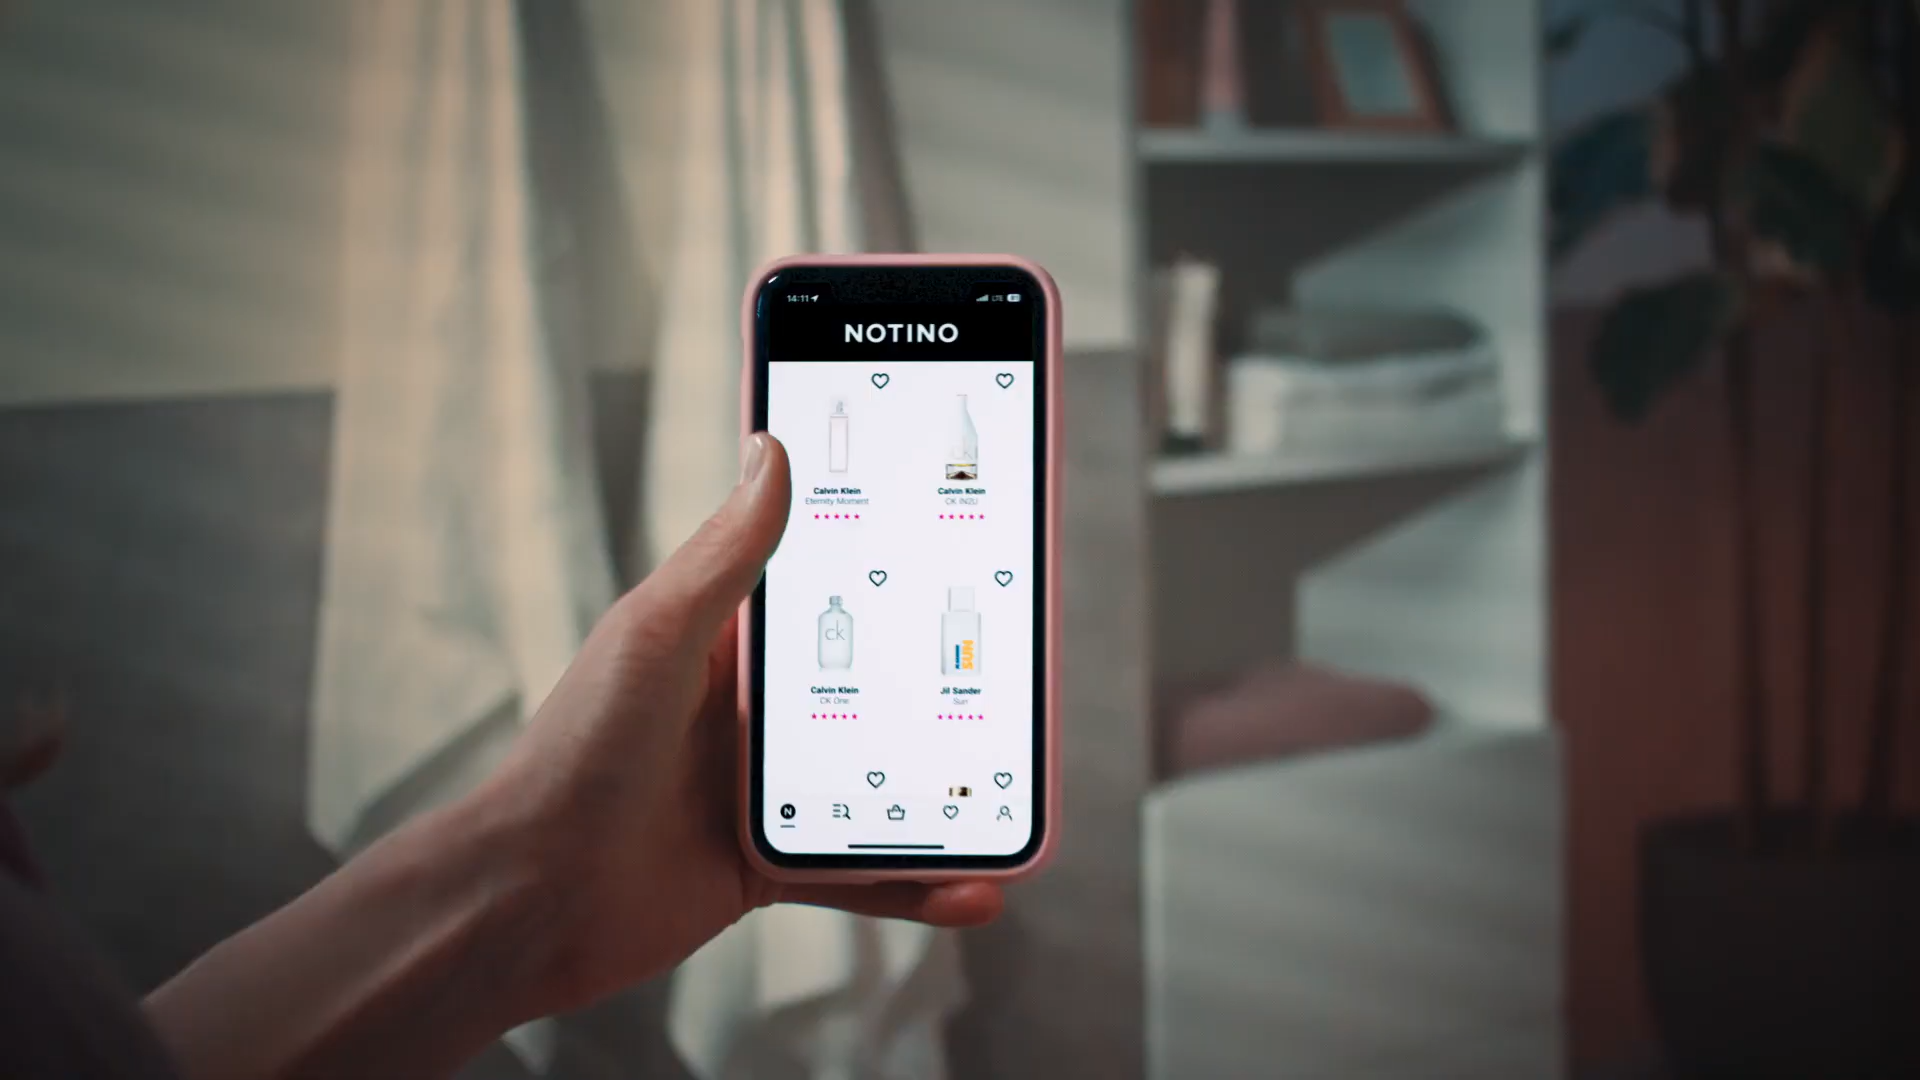 14:11 LTE
NOTINO
Calvin Klein
Eternity Moment
Calvin Klein
CK IN2U
ck
SUN
Calvin Klein
CK One
Jil Sander
Sun
N